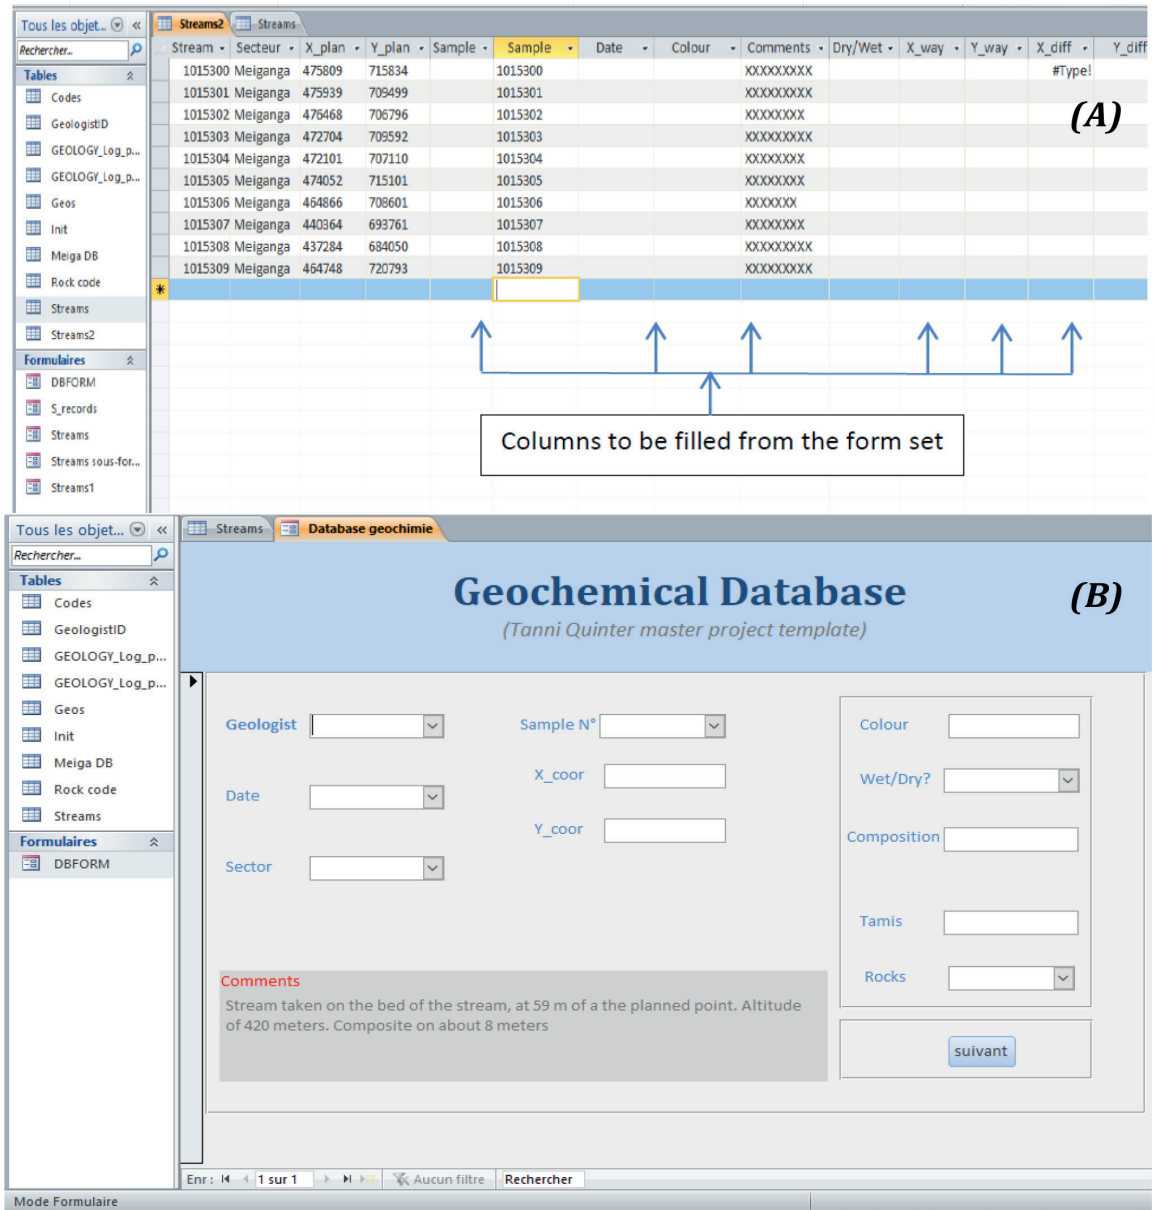 Tous les objet... «
Streams2 Streams
Rechercher...
Stream Secteur X_plan Y_plan Sample Sample Date Colour Comments Dry/Wet X_way Y_way X_diff Y_diff
Tables
Codes
GeologistID
GEOLOGY_Log_p...
GEOLOGY_Log_p...
Geos
Init
Meiga DB
Rock code
Streams
Streams2
Formulaires
DBFORM
S_records
Streams
Streams sous-for...
Streams1
1015300 Meiganga 475809 715834 1015300 XXXXXXXXX #Type!
1015301 Meiganga 475939 709499 1015301 XXXXXXXXX
1015302 Meiganga 476468 706796 1015302 XXXXXXXX
1015303 Meiganga 472704 709592 1015303 XXXXXXXXX
1015304 Meiganga 472101 707110 1015304 XXXXXXXX
1015305 Meiganga 474052 715101 1015305 XXXXXXXX
1015306 Meiganga 464866 708601 1015306 XXXXXXX
1015307 Meiganga 440364 693761 1015307 XXXXXXXX
1015308 Meiganga 437284 684050 1015308 XXXXXXXXX
1015309 Meiganga 464748 720793 1015309 XXXXXXXXX
(A)
Columns to be filled from the form set
Tous les objet... «
Streams Database geochimie
Rechercher...
Tables
Codes
GeologistID
GEOLOGY_Log_p...
GEOLOGY_Log_p...
Geos
Init
Meiga DB
Rock code
Streams
Formulaires
DBFORM
Geochemical Database
(Tanni Quinter master project template)
(B)
Geologist
Date
Sector
Sample N°
X_coor
Y_coor
Colour
Wet/Dry?
Composition
Tamis
Rocks
Comments
Stream taken on the bed of the stream, at 59 m of a the planned point. Altitude
of 420 meters. Composite on about 8 meters
suivant
Enr : 1 sur 1 Aucun filtre Rechercher
Mode Formulaire